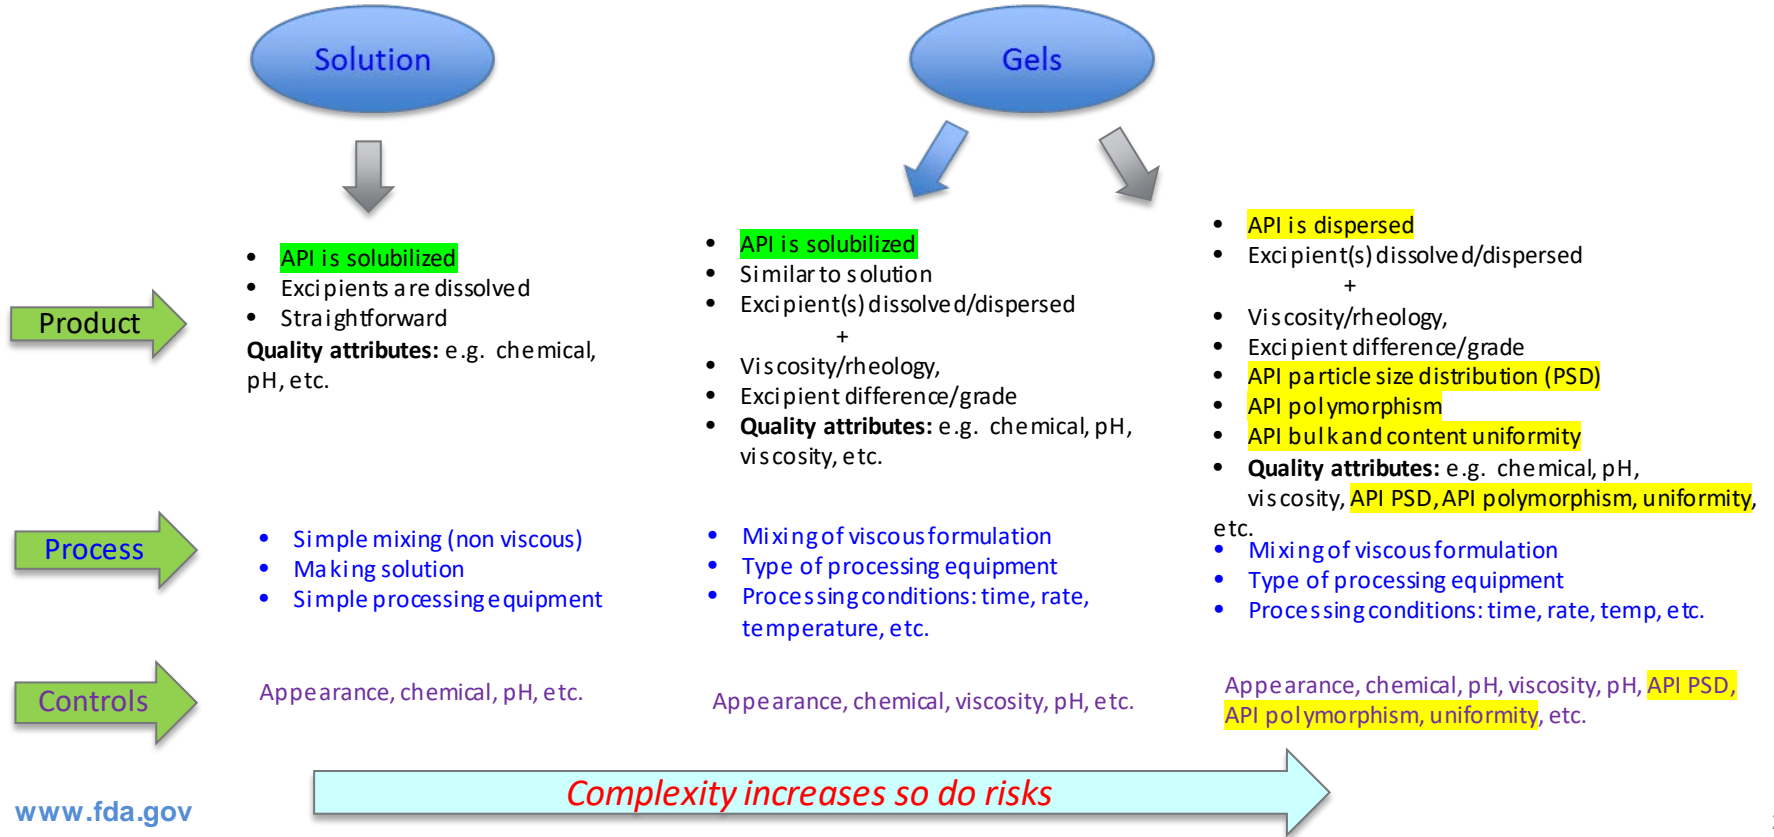 Solution
Gels
Product
• API is solubilized
• Excipients are dissolved
• Straightforward
Quality attributes: e.g. chemical,
pH, etc.
• API is solubilized
• Similar to solution
• Excipient(s) dissolved/dispersed
+
• Viscosity/rheology,
• Excipient difference/grade
• Quality attributes: e.g. chemical, pH,
viscosity, etc.
• API is dispersed
• Excipient(s) dissolved/dispersed
+
• Viscosity/rheology,
• Excipient difference/grade
• API particle size distribution (PSD)
• API polymorphism
• API bulk and content uniformity
• Quality attributes: e.g. chemical, pH,
viscosity, API PSD, API polymorphism, uniformity,
etc.
Process
• Simple mixing (non viscous)
• Making solution
• Simple processing equipment
• Mixing of viscous formulation
• Type of processing equipment
• Processing conditions: time, rate,
temperature, etc.
• Mixing of viscous formulation
• Type of processing equipment
• Processing conditions: time, rate, temp, etc.
Controls
Appearance, chemical, pH, etc.
Appearance, chemical, viscosity, pH, etc.
Appearance, chemical, pH, viscosity, pH, API PSD,
API polymorphism, uniformity, etc.
Complexity increases so do risks
www.fda.gov